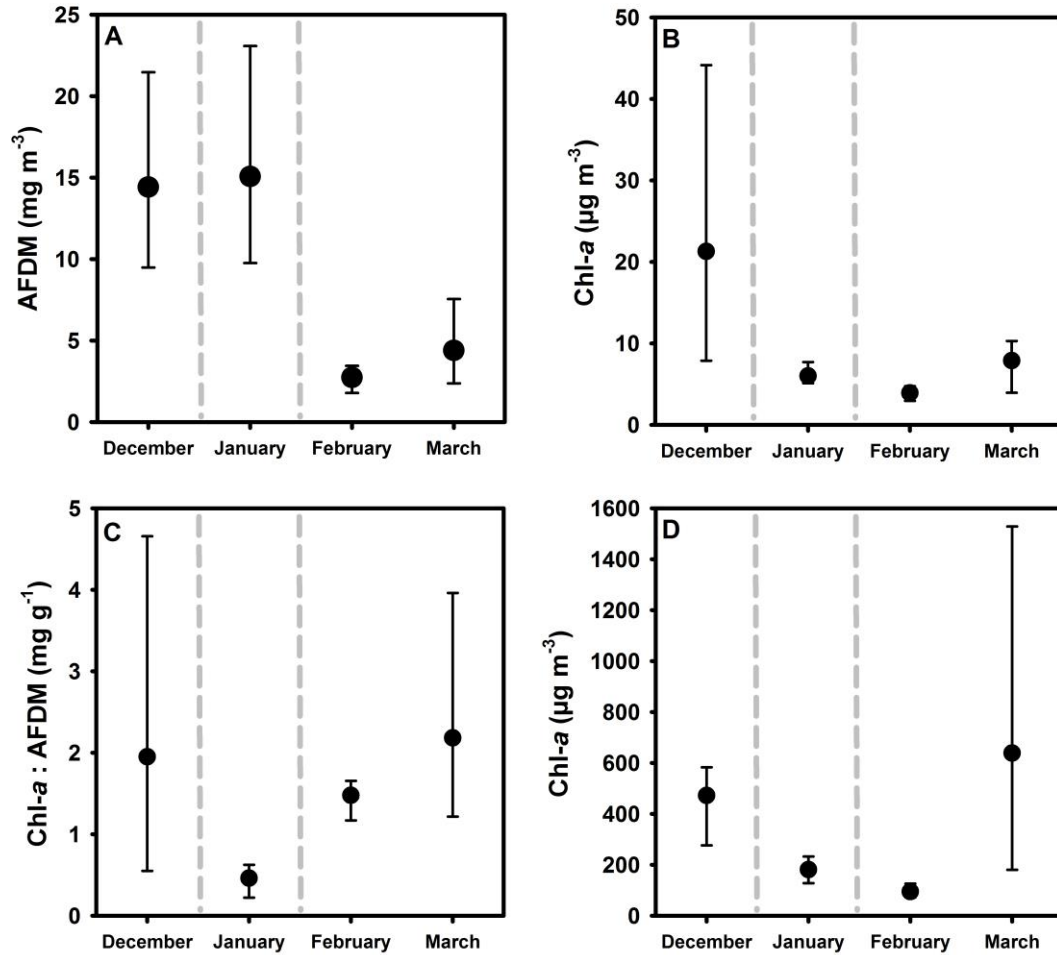 A
AFDM (mg m⁻³)
25
20
15
10
5
0
December January February March
B
Chl-a (µg m⁻³)
50
40
30
20
10
0
December January February March
C
Chl-a : AFDM (mg g⁻¹)
5
4
3
2
1
0
December January February March
D
Chl-a (µg m⁻³)
1600
1400
1200
1000
800
600
400
200
0
December January February March